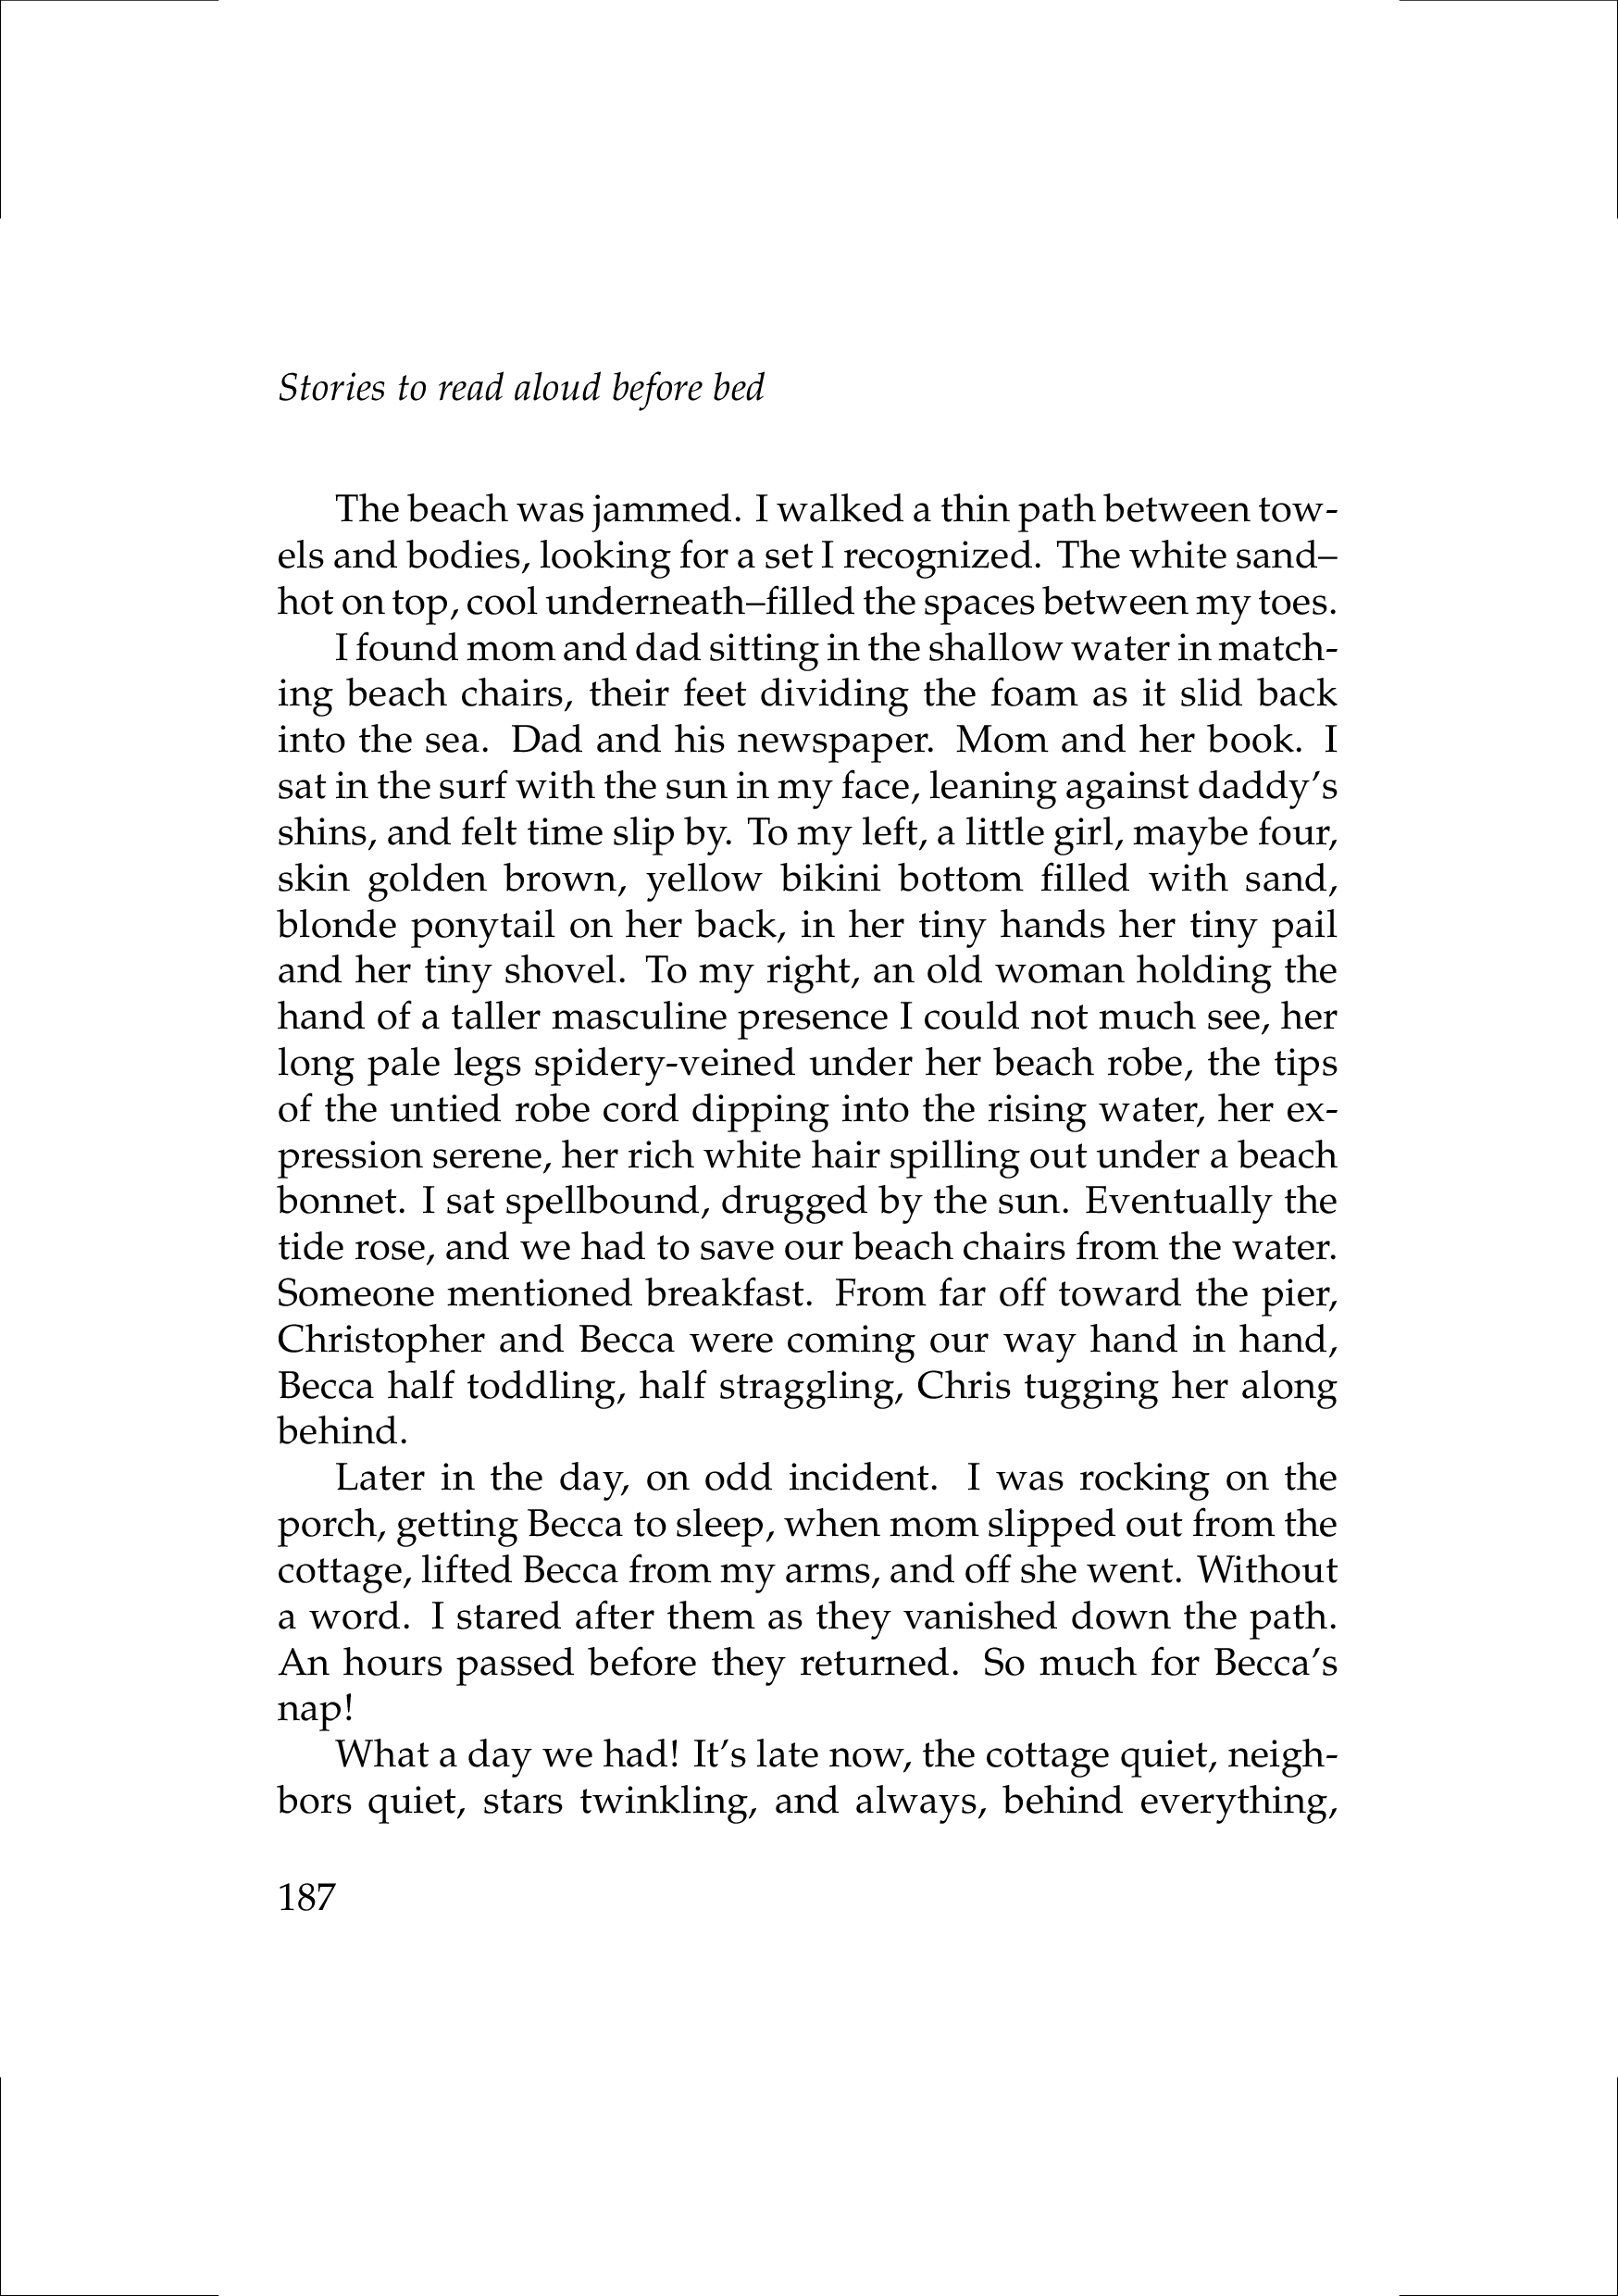 Stories to read aloud before bed
The beach was jammed. I walked a thin path between tow-
els and bodies, looking for a set I recognized. The white sand–
hot on top, cool underneath–filled the spaces between my toes.
I found mom and dad sitting in the shallow water in match-
ing beach chairs, their feet dividing the foam as it slid back
into the sea. Dad and his newspaper. Mom and her book. I
sat in the surf with the sun in my face, leaning against daddy’s
shins, and felt time slip by. To my left, a little girl, maybe four,
skin golden brown, yellow bikini bottom filled with sand,
blonde ponytail on her back, in her tiny hands her tiny pail
and her tiny shovel. To my right, an old woman holding the
hand of a taller masculine presence I could not much see, her
long pale legs spidery-veined under her beach robe, the tips
of the untied robe cord dipping into the rising water, her ex-
pression serene, her rich white hair spilling out under a beach
bonnet. I sat spellbound, drugged by the sun. Eventually the
tide rose, and we had to save our beach chairs from the water.
Someone mentioned breakfast. From far off toward the pier,
Christopher and Becca were coming our way hand in hand,
Becca half toddling, half straggling, Chris tugging her along
behind.
Later in the day, on odd incident. I was rocking on the
porch, getting Becca to sleep, when mom slipped out from the
cottage, lifted Becca from my arms, and off she went. Without
a word. I stared after them as they vanished down the path.
An hours passed before they returned. So much for Becca’s
nap!
What a day we had! It’s late now, the cottage quiet, neigh-
bors quiet, stars twinkling, and always, behind everything,
187